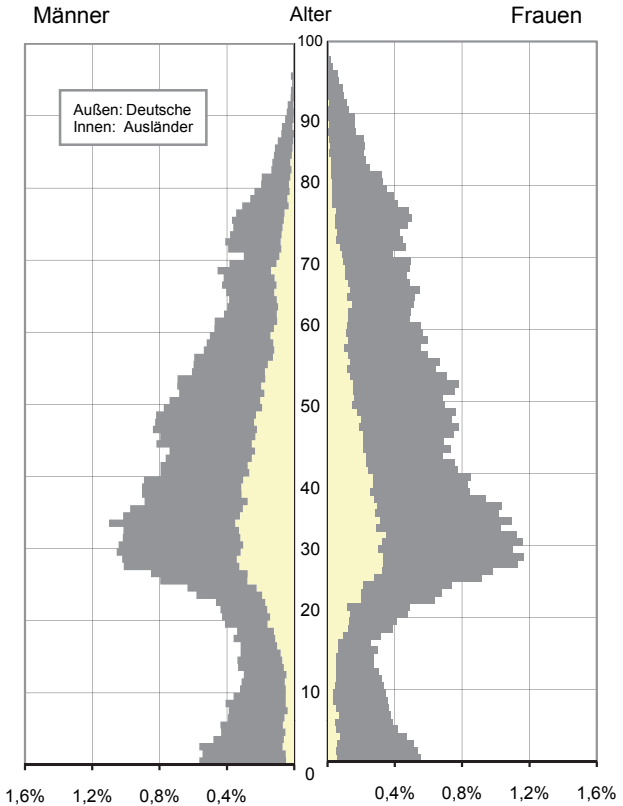 Männer Alter Frauen
100
Außen: Deutsche
Innen: Ausländer
90
80
70
60
50
40
30
20
10
0
1,6% 1,2% 0,8% 0,4% 0,4% 0,8% 1,2% 1,6%